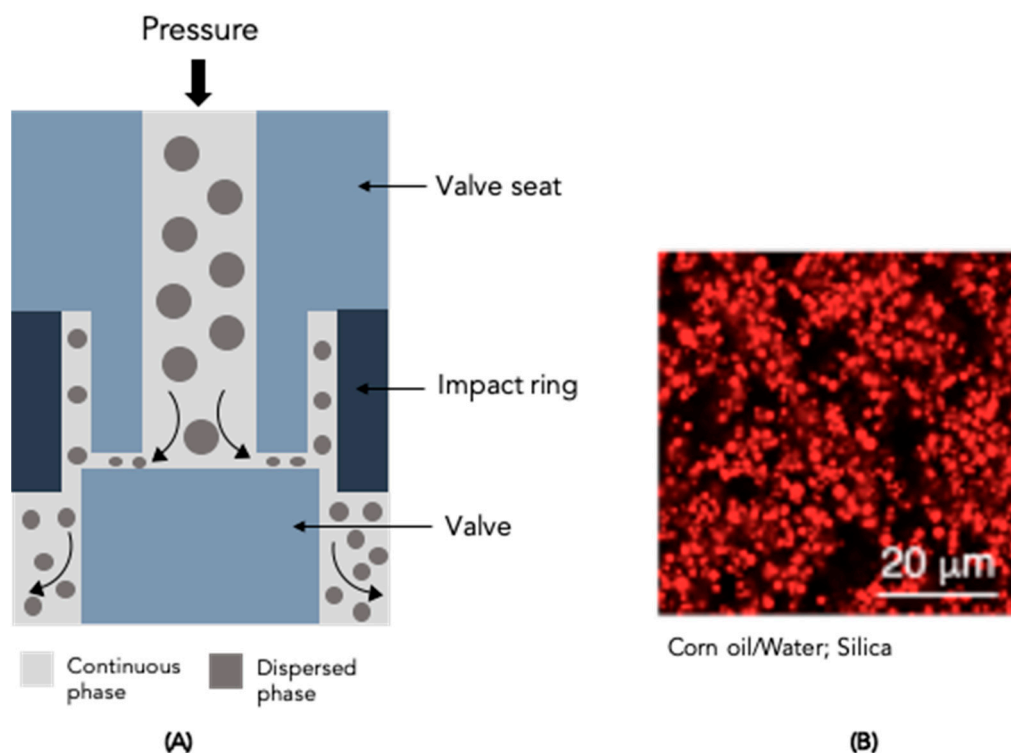 Pressure
Valve seat
Impact ring
Valve
20 μm
Corn oil/Water; Silica
Continuous
phase
Dispersed
phase
(A)
(B)